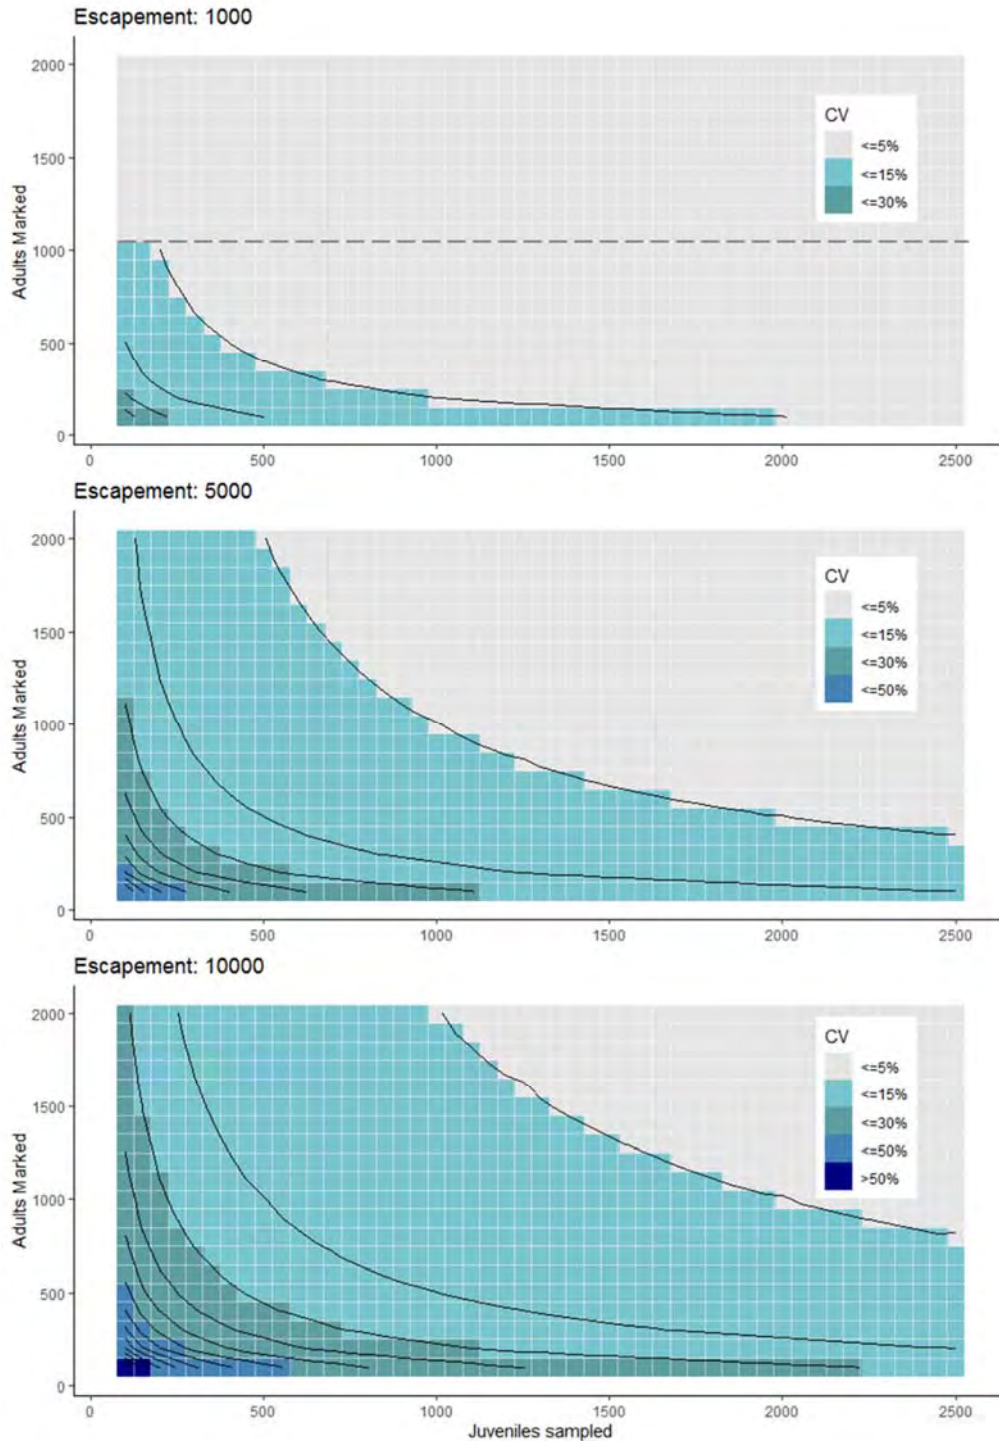 Escapement: 1000
2000
1500
1000
500
0
Adults Marked
CV
<=5%
<=15%
<=30%
0 500 1000 1500 2000 2500
Escapement: 5000
2000
1500
1000
500
0
Adults Marked
CV
<=5%
<=15%
<=30%
<=50%
0 500 1000 1500 2000 2500
Escapement: 10000
2000
1500
1000
500
0
Adults Marked
CV
<=5%
<=15%
<=30%
<=50%
>50%
0 500 1000 1500 2000 2500
Juveniles sampled